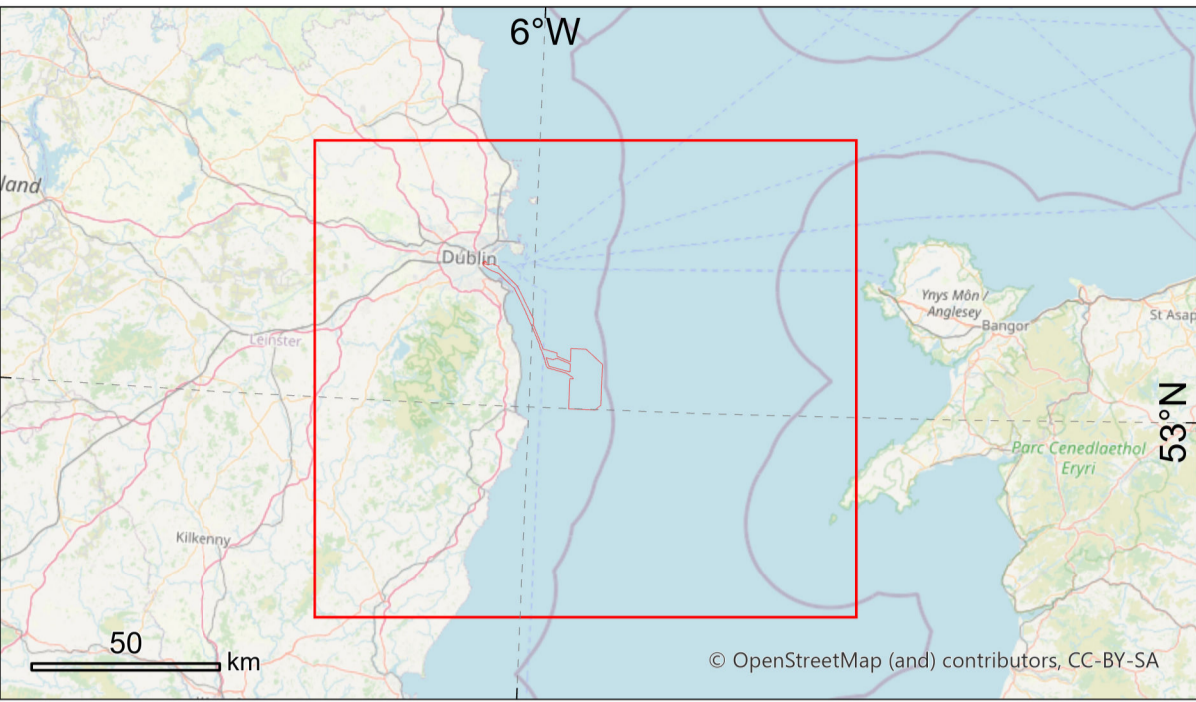 6°W
land
Dublin
Ynys Môn /
Anglesey
Bangor
St Asap
Leinster
53°N
Parc Cenedlaethol
Eryri
Kilkenny
50
km
© OpenStreetMap (and) contributors, CC-BY-SA